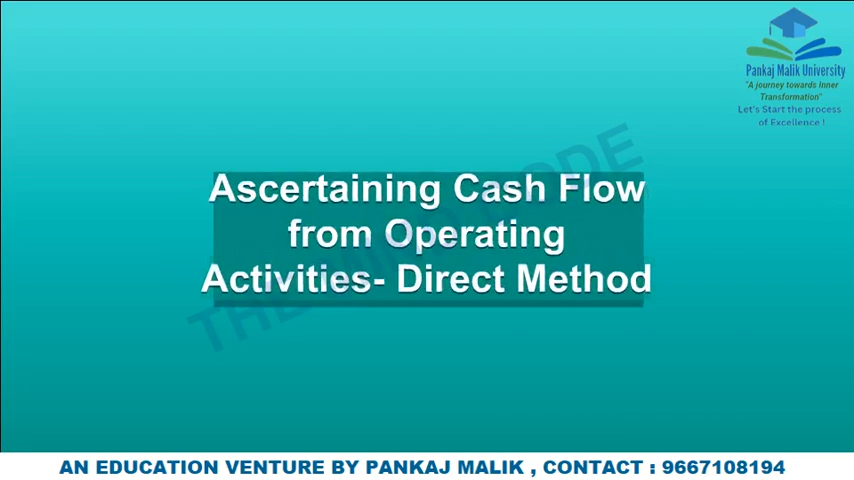 Pankaj Malik University
"A journey towards Inner
Transformation"
Let's Start the process
of Excellence !
Ascertaining Cash Flow
from Operating
Activities- Direct Method
AN EDUCATION VENTURE BY PANKAJ MALIK , CONTACT : 9667108194